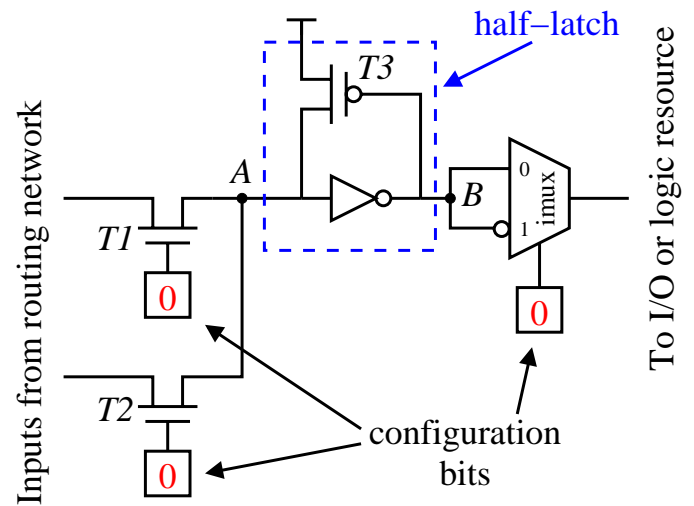 half–latch
T3
Inputs from routing network
A
B
0
1
imux
To I/O or logic resource
T1
0
0
T2
0
configuration
bits